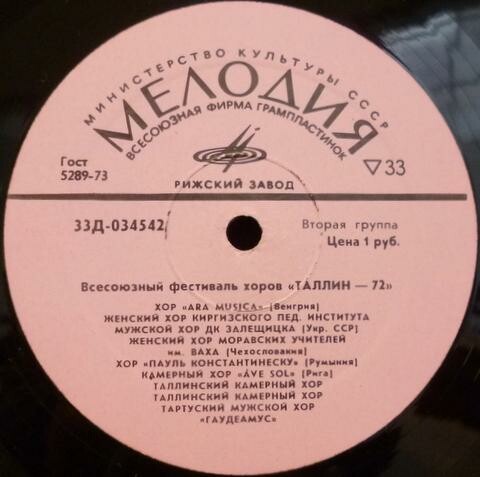 МИНИСТЕРСТВО КУЛЬТУРЫ СССР
МЕЛОДИЯ
ВСЕСОЮЗНАЯ ФИРМА ГРАМПЛАСТИНОК
Гост
5289-73
▽33
РИЖСКИЙ ЗАВОД
33Д-034542
Вторая группа
Цена 1 руб.
Всесоюзный фестиваль хоров «ТАЛЛИН — 72»
ХОР «ARA MUSICA» (Венгрия)
ЖЕНСКИЙ ХОР КИРГИЗСКОГО ПЕД. ИНСТИТУТА
МУЖСКОЙ ХОР ДК ЗАЛЕЩИЦКА (Укр. ССР)
ЖЕНСКИЙ ХОР МОРАВСКИХ УЧИТЕЛЕЙ
им. ВАХА (Чехословакия)
ХОР «ПАУЛЬ КОНСТАНТИНЕСКУ» (Румыния)
КАМЕРНЫЙ ХОР «ÁVE SOL» (Рига)
ТАЛЛИНСКИЙ КАМЕРНЫЙ ХОР
ТАЛЛИНСКИЙ КАМЕРНЫЙ ХОР
ТАРТУСКИЙ МУЖСКОЙ ХОР
«ГАУДЕАМУС»